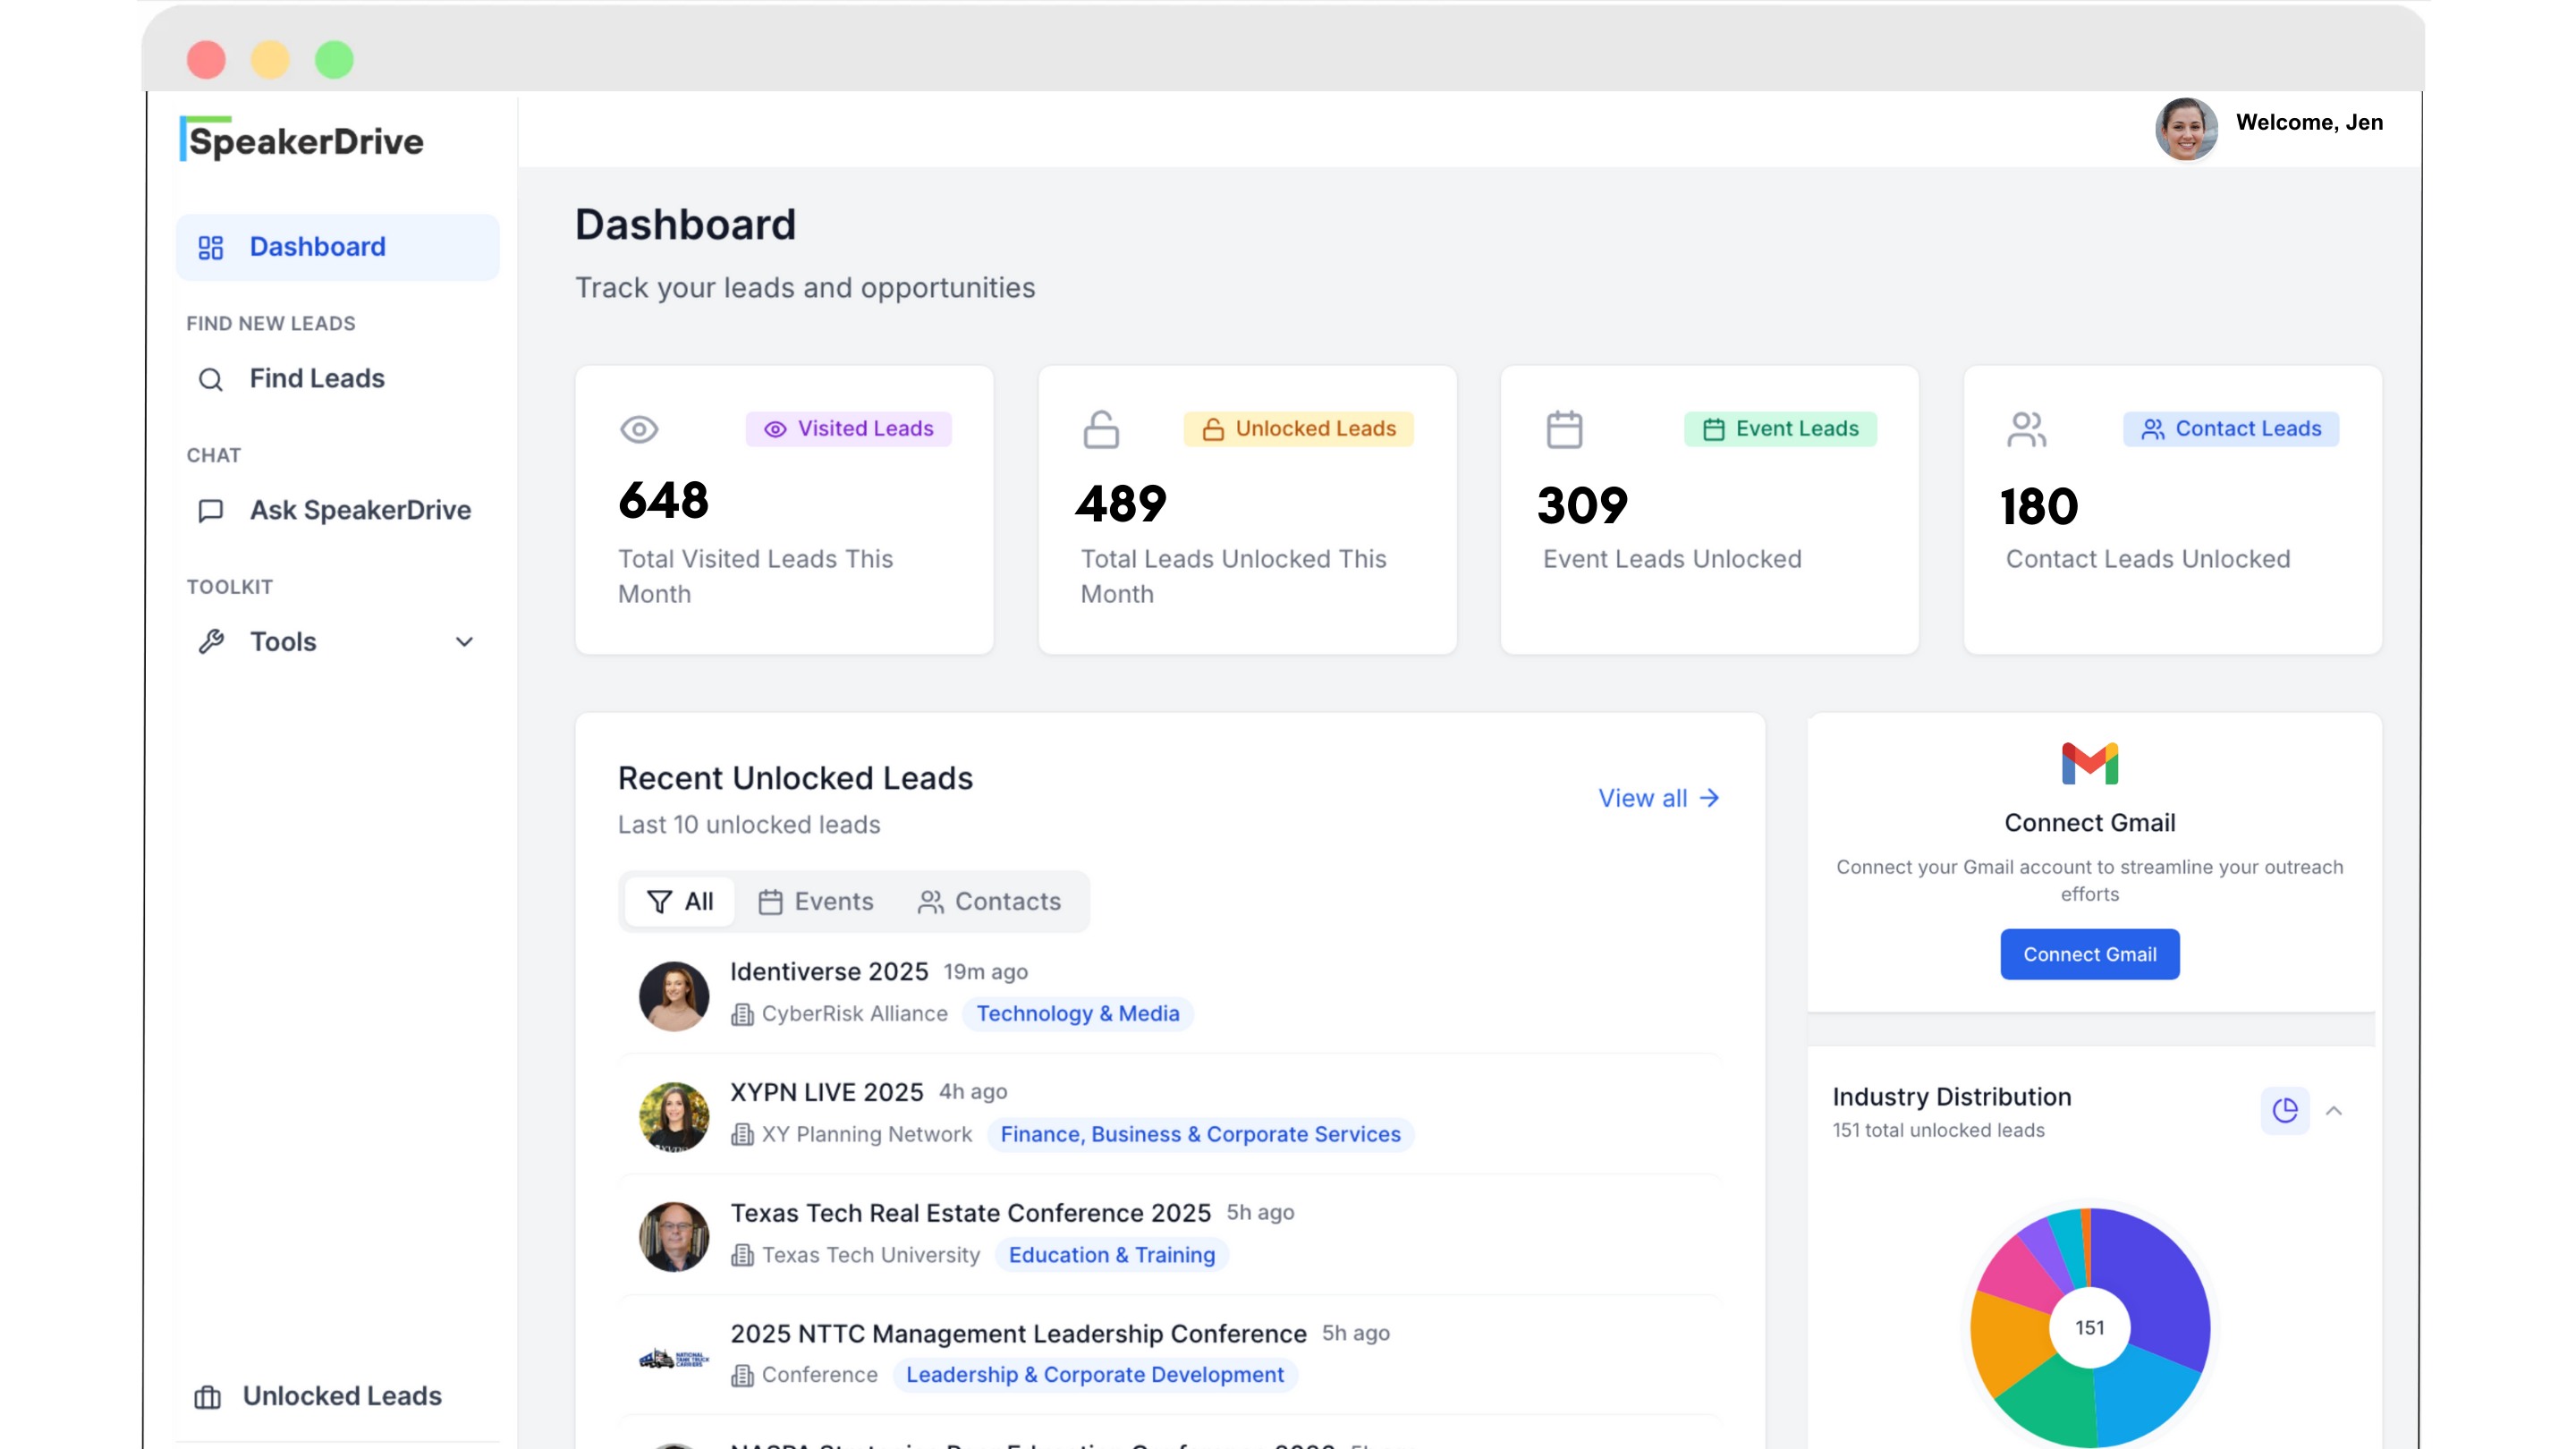 SpeakerDrive
Welcome, Jen
Dashboard
FIND NEW LEADS
Find Leads
CHAT
Ask SpeakerDrive
TOOLKIT
Tools
Unlocked Leads
Dashboard
Track your leads and opportunities
Visited Leads
648
Total Visited Leads This
Month
Unlocked Leads
489
Total Leads Unlocked This
Month
Event Leads
309
Event Leads Unlocked
Contact Leads
180
Contact Leads Unlocked
Recent Unlocked Leads
Last 10 unlocked leads
View all
All
Events
Contacts
Identiverse 2025 19m ago
CyberRisk Alliance Technology & Media
XYPN LIVE 2025 4h ago
XY Planning Network Finance, Business & Corporate Services
Texas Tech Real Estate Conference 2025 5h ago
Texas Tech University Education & Training
NATIONAL
TANK TRUCK
CARRIERS
2025 NTTC Management Leadership Conference 5h ago
Conference Leadership & Corporate Development
Connect Gmail
Connect your Gmail account to streamline your outreach
efforts
Connect Gmail
Industry Distribution
151 total unlocked leads
151